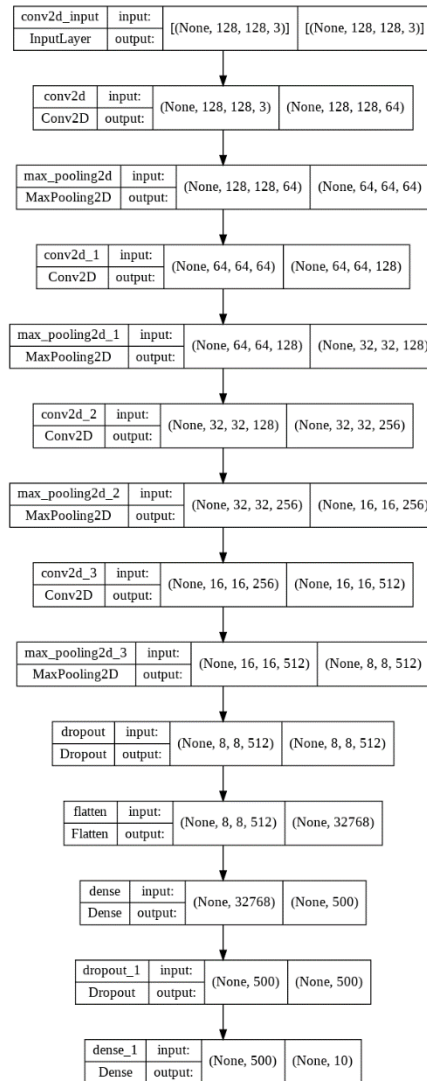 conv2d_input input: [(None, 128, 128, 3)] [(None, 128, 128, 3)]
InputLayer output:
conv2d input: (None, 128, 128, 3) (None, 128, 128, 64)
Conv2D output:
max_pooling2d input: (None, 128, 128, 64) (None, 64, 64, 64)
MaxPooling2D output:
conv2d_1 input: (None, 64, 64, 64) (None, 64, 64, 128)
Conv2D output:
max_pooling2d_1 input: (None, 64, 64, 128) (None, 32, 32, 128)
MaxPooling2D output:
conv2d_2 input: (None, 32, 32, 128) (None, 32, 32, 256)
Conv2D output:
max_pooling2d_2 input: (None, 32, 32, 256) (None, 16, 16, 256)
MaxPooling2D output:
conv2d_3 input: (None, 16, 16, 256) (None, 16, 16, 512)
Conv2D output:
max_pooling2d_3 input: (None, 16, 16, 512) (None, 8, 8, 512)
MaxPooling2D output:
dropout input: (None, 8, 8, 512) (None, 8, 8, 512)
Dropout output:
flatten input: (None, 8, 8, 512) (None, 32768)
Flatten output:
dense input: (None, 32768) (None, 500)
Dense output:
dropout_1 input: (None, 500) (None, 500)
Dropout output:
dense_1 input: (None, 500) (None, 10)
Dense output: